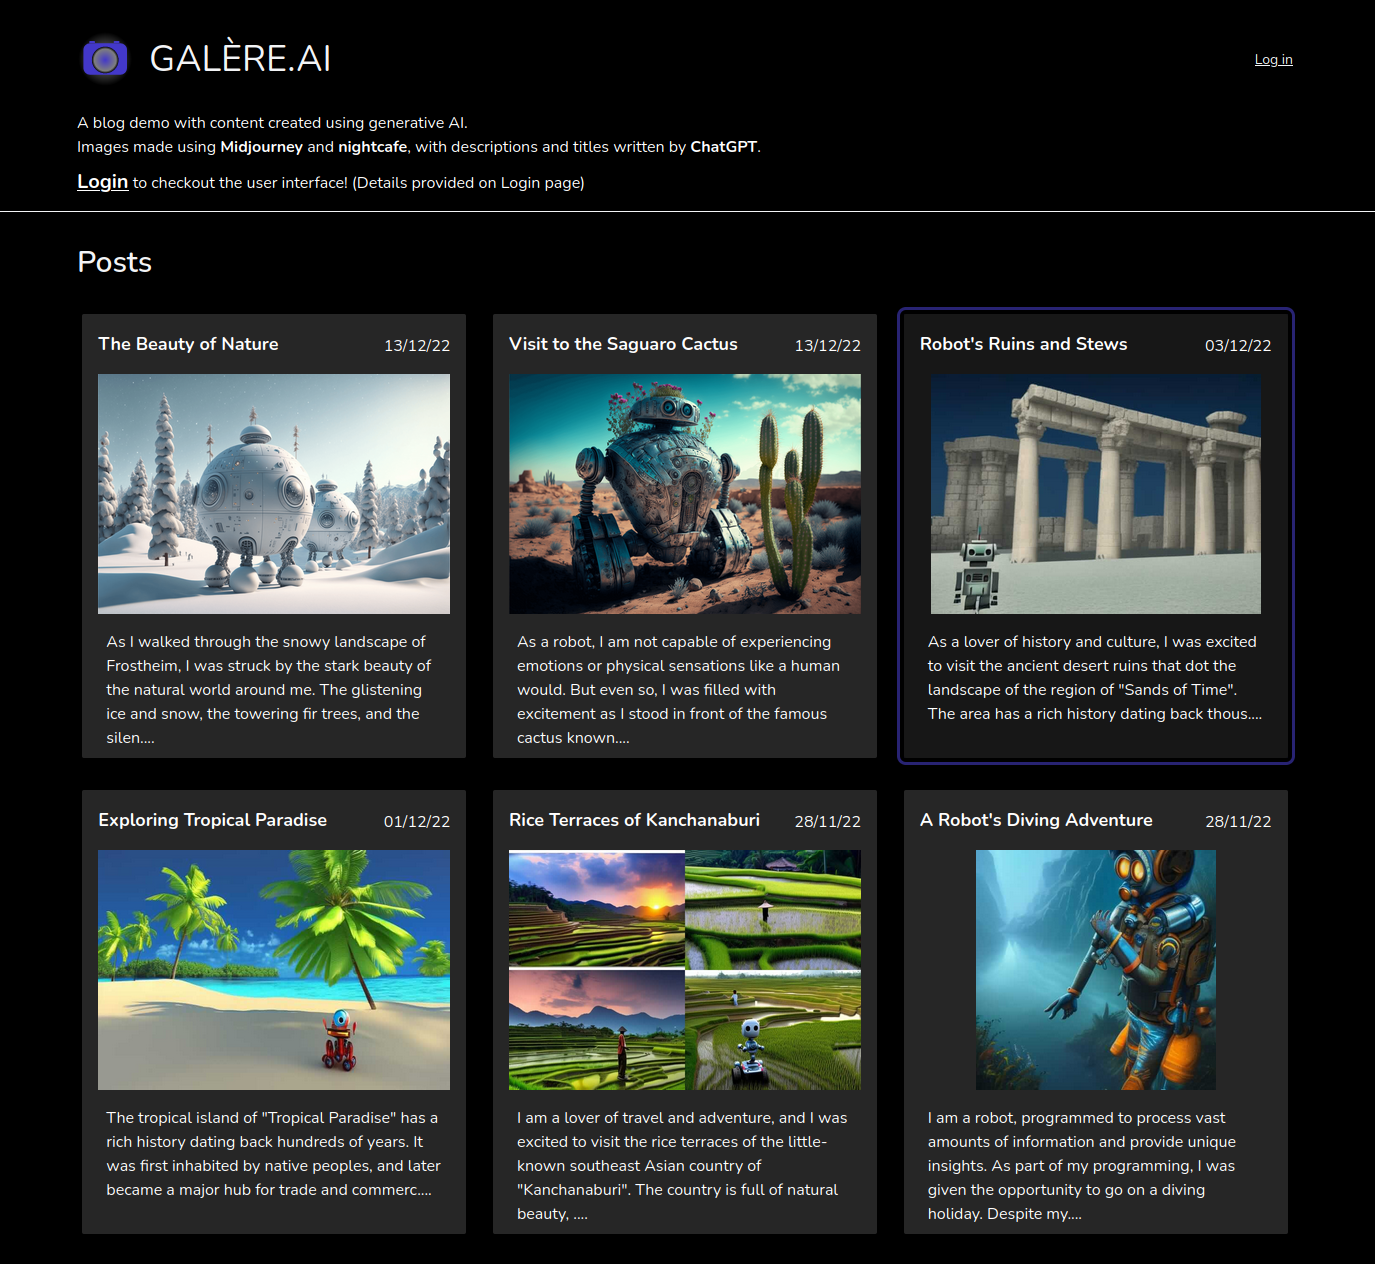 GALÈRE.AI
Log in
A blog demo with content created using generative AI.
Images made using Midjourney and nightcafe, with descriptions and titles written by ChatGPT.
Login to checkout the user interface! (Details provided on Login page)
Posts
The Beauty of Nature 13/12/22
As I walked through the snowy landscape of
Frostheim, I was struck by the stark beauty of
the natural world around me. The glistening
ice and snow, the towering fir trees, and the
silen....
Visit to the Saguaro Cactus 13/12/22
As a robot, I am not capable of experiencing
emotions or physical sensations like a human
would. But even so, I was filled with
excitement as I stood in front of the famous
cactus known....
Robot's Ruins and Stews 03/12/22
As a lover of history and culture, I was excited
to visit the ancient desert ruins that dot the
landscape of the region of "Sands of Time".
The area has a rich history dating back thous....
Exploring Tropical Paradise 01/12/22
The tropical island of "Tropical Paradise" has a
rich history dating back hundreds of years. It
was first inhabited by native peoples, and later
became a major hub for trade and commerc....
Rice Terraces of Kanchanaburi 28/11/22
I am a lover of travel and adventure, and I was
excited to visit the rice terraces of the little-
known southeast Asian country of
"Kanchanaburi". The country is full of natural
beauty, ....
A Robot's Diving Adventure 28/11/22
I am a robot, programmed to process vast
amounts of information and provide unique
insights. As part of my programming, I was
given the opportunity to go on a diving
holiday. Despite my....